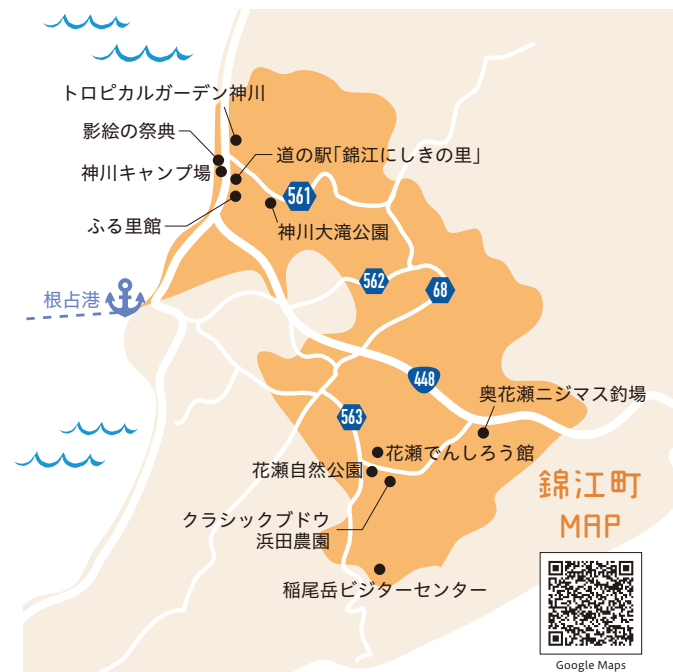 トロピカルガーデン神川
影絵の祭典
道の駅「錦江にしきの里」
神川キャンプ場
561
ふる里館
神川大滝公園
562
68
根占港
448
奥花瀬ニジマス釣場
563
花瀬でんしろう館
花瀬自然公園
クラシックブドウ
浜田農園
錦江町
MAP
稲尾岳ビジターセンター
Google Maps